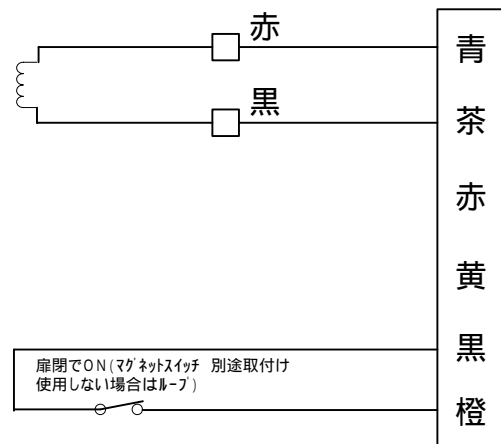 赤
青
黒
茶
赤
黄
黒
扉閉でON(ﾏｸﾞﾈｯﾄｽｲｯﾁ 別途取付け
使用しない場合はﾙｰﾌﾟ)
橙